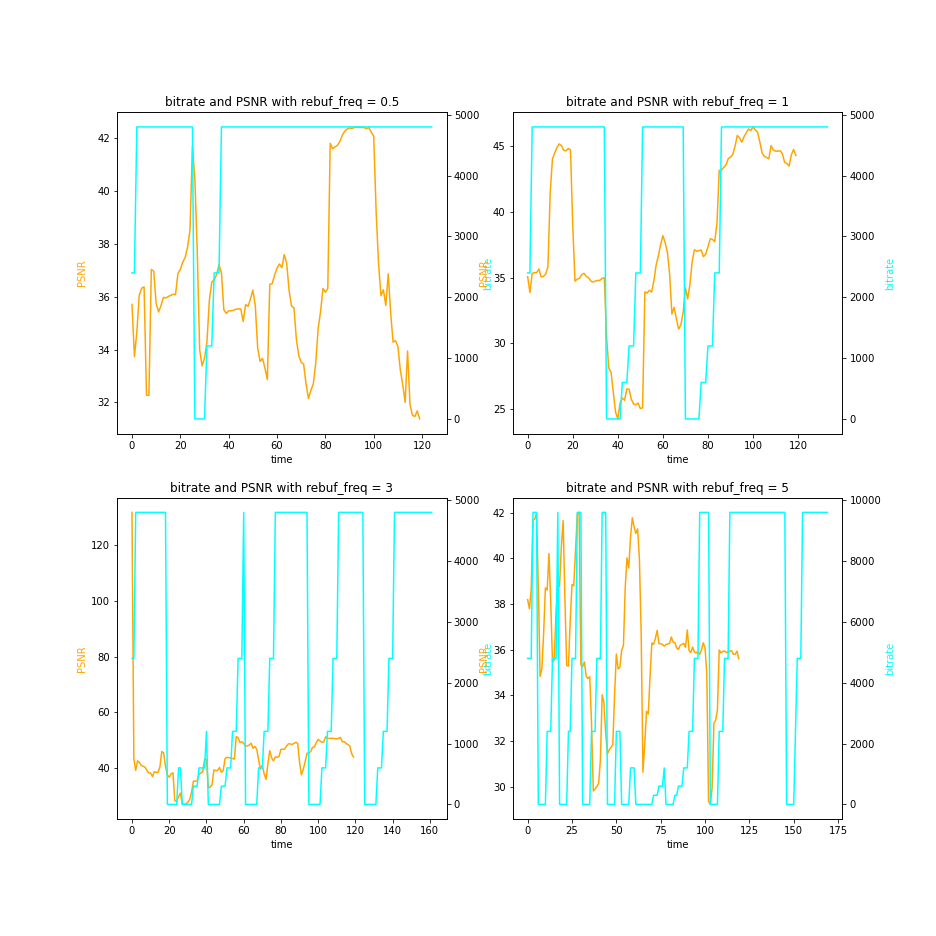 bitrate and PSNR with rebuf_freq = 0.5
42
40
38
36
34
32
PSNR
5000
4000
3000
2000
1000
0
bitrate
0 20 40 60 80 100 120
time
bitrate and PSNR with rebuf_freq = 1
45
40
35
30
25
PSNR
5000
4000
3000
2000
1000
0
bitrate
0 20 40 60 80 100 120
time
bitrate and PSNR with rebuf_freq = 3
120
100
80
60
40
PSNR
5000
4000
3000
2000
1000
0
bitrate
0 20 40 60 80 100 120 140 160
time
bitrate and PSNR with rebuf_freq = 5
42
40
38
36
34
32
30
PSNR
10000
8000
6000
4000
2000
0
bitrate
0 25 50 75 100 125 150 175
time